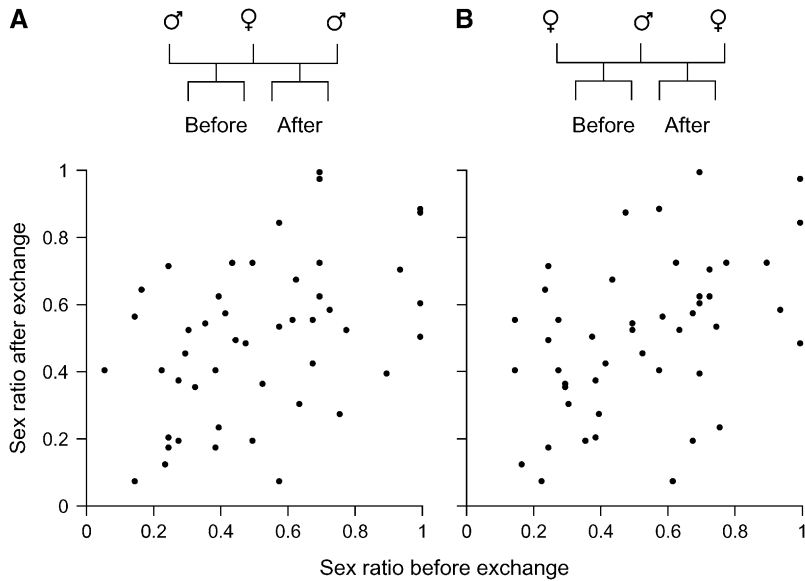 A
♂ ♀ ♂
Before After
B
♀ ♂ ♀
Before After
Sex ratio after exchange
1
0.8
0.6
0.4
0.2
0
0 0.2 0.4 0.6 0.8 1
0 0.2 0.4 0.6 0.8 1
Sex ratio before exchange